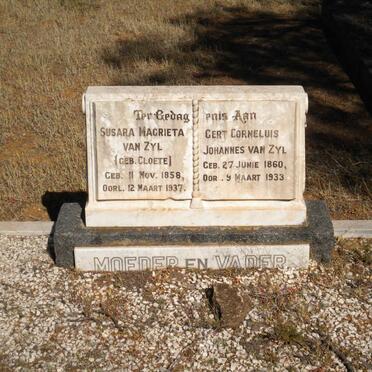 Ter Gedagtenis Aan
SUSARA MAGRIETA
VAN ZYL
(GEB. CLOETE)
GEB. 11 NOV. 1858,
OORL. 12 MAART 1937.
GERT CORNELUIS
JOHANNES VAN ZYL
GEB. 27 JUNIE 1860,
OOR. 9 MAART 1933.
MOEDER EN VADER